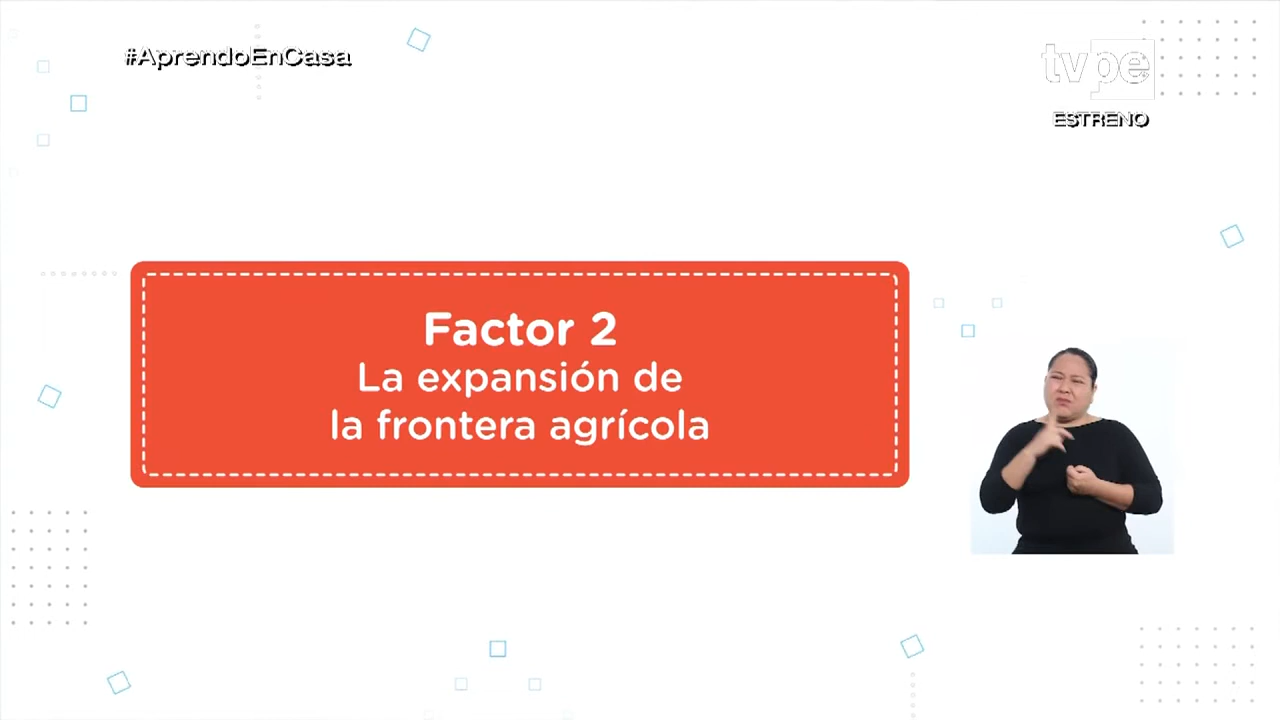 #AprendoEnCasa
tvpe
ESTRENO
Factor 2
La expansión de
la frontera agrícola